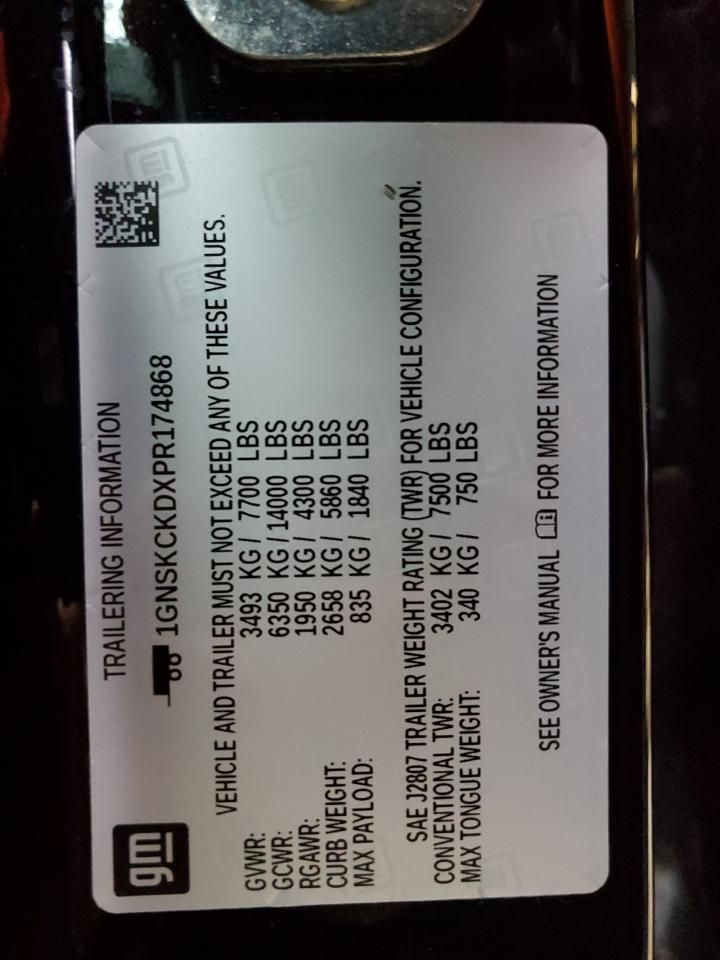 gm
TRAILERING INFORMATION
1GNSKCKDXPR174868
VEHICLE AND TRAILER MUST NOT EXCEED ANY OF THESE VALUES.
GVWR: 3493 KG / 7700 LBS
GCWR: 6350 KG / 14000 LBS
RGAWR: 1950 KG / 4300 LBS
CURB WEIGHT: 2658 KG / 5860 LBS
MAX PAYLOAD: 835 KG / 1840 LBS
SAE J2807 TRAILER WEIGHT RATING (TWR) FOR VEHICLE CONFIGURATION.
CONVENTIONAL TWR: 3402 KG / 7500 LBS
MAX TONGUE WEIGHT: 340 KG / 750 LBS
SEE OWNER'S MANUAL FOR MORE INFORMATION